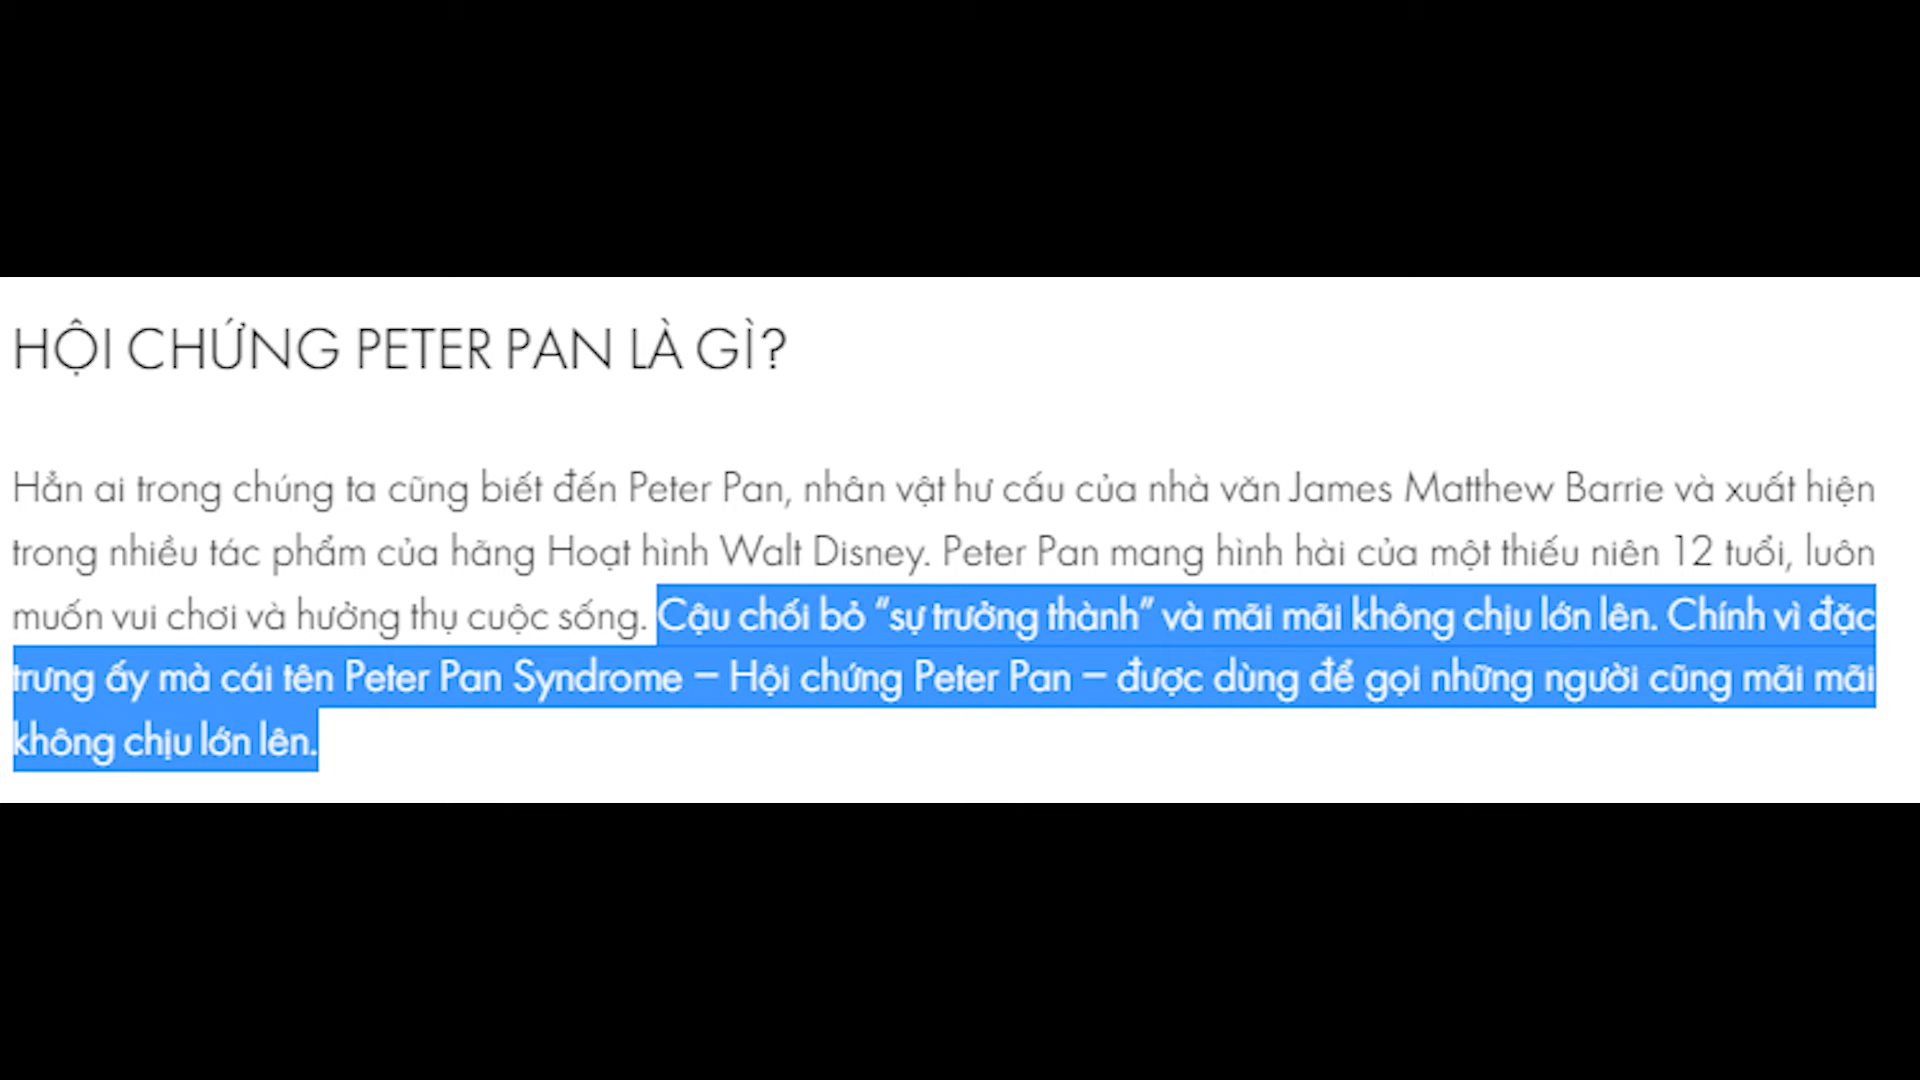 HỘI CHỨNG PETER PAN LÀ GÌ?
Hẳn ai trong chúng ta cũng biết đến Peter Pan, nhân vật hư cấu của nhà văn James Matthew Barrie và xuất hiện
trong nhiều tác phẩm của hãng Hoạt hình Walt Disney. Peter Pan mang hình hài của một thiếu niên 12 tuổi, luôn
muốn vui chơi và hưởng thụ cuộc sống. Cậu chối bỏ “sự trưởng thành” và mãi mãi không chịu lớn lên. Chính vì đặc
trưng ấy mà cái tên Peter Pan Syndrome – Hội chứng Peter Pan – được dùng để gọi những người cũng mãi mãi
không chịu lớn lên.